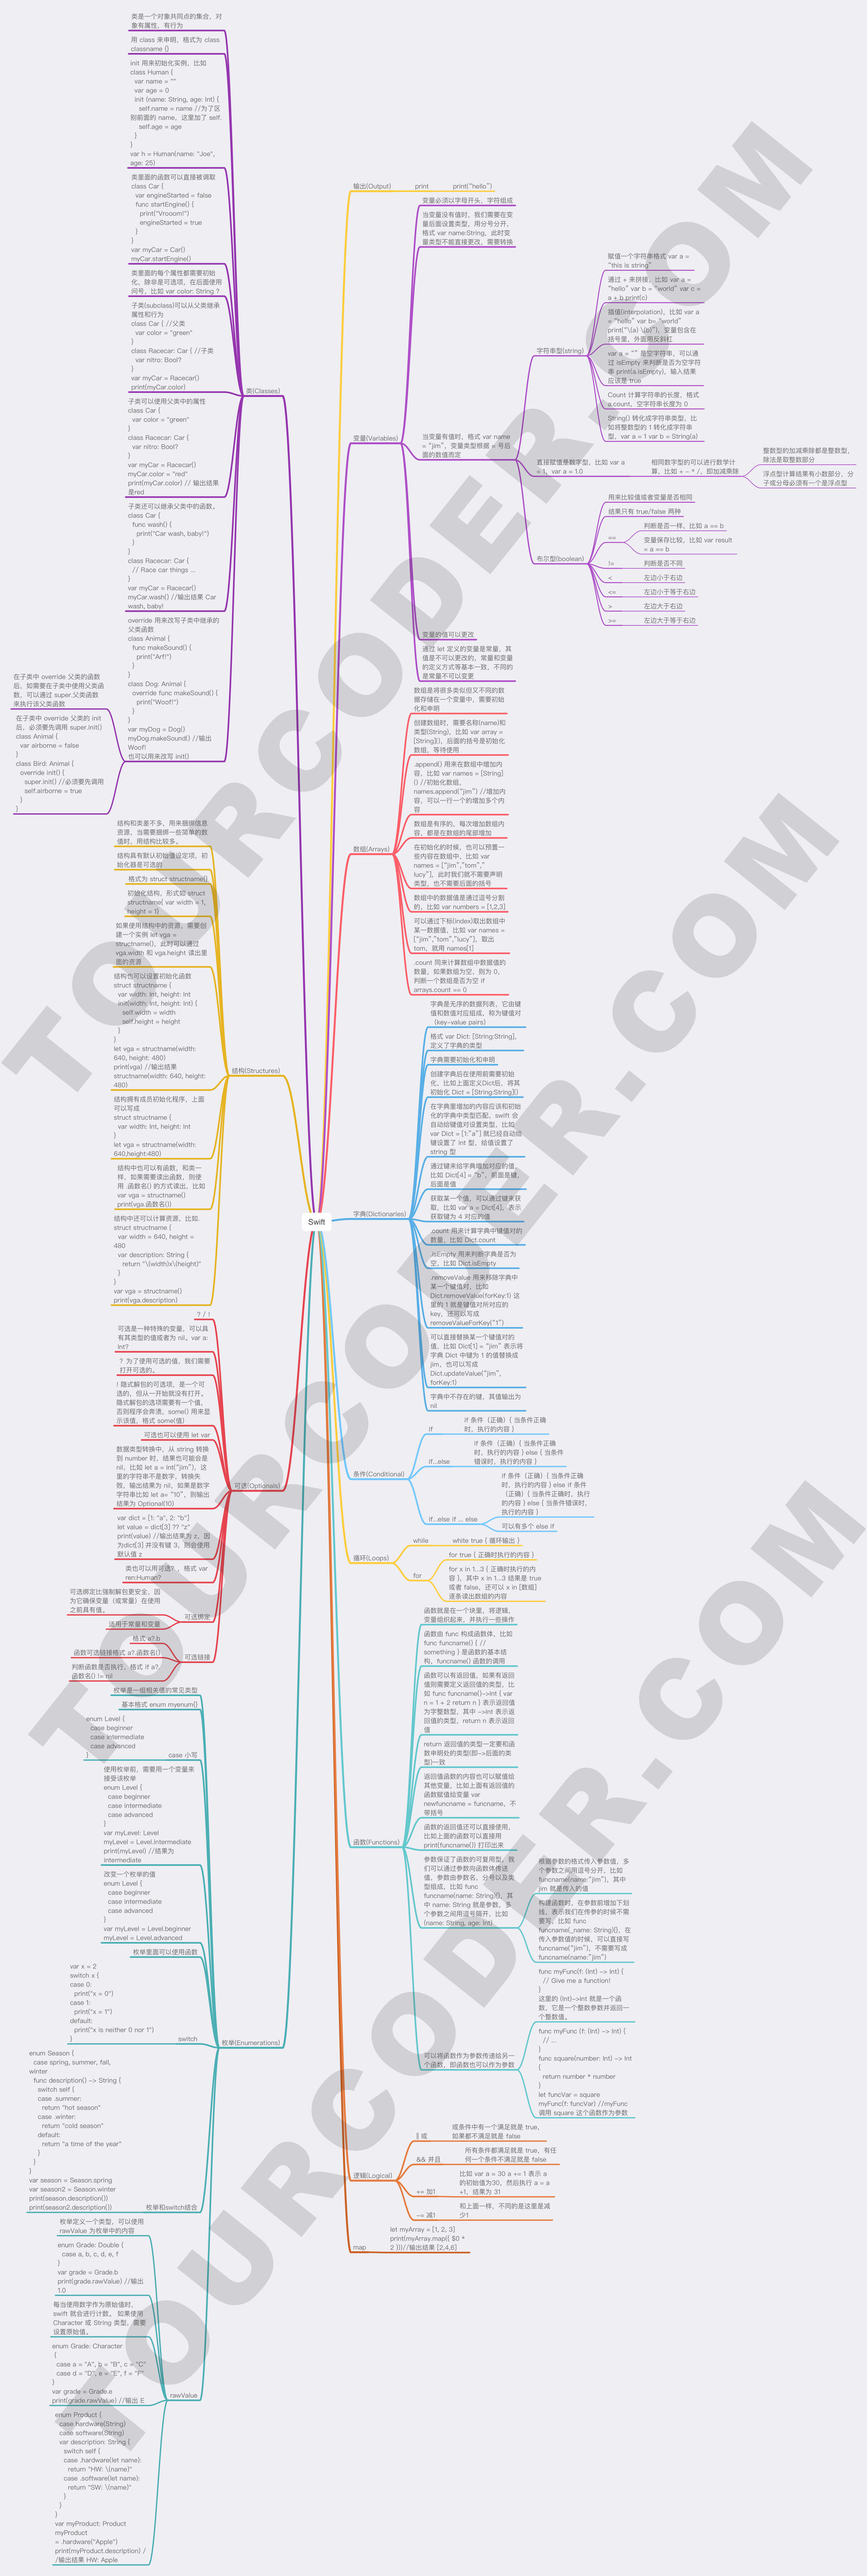 Swift
输出(Output)
print
print("hello")
变量(Variables)
变量必须以字母开头，字符组成
当变量没有值时，我们需要在变
量后面设置类型，用分号分开，
格式 var name:String，此时变
量类型不能直接更改，需要转换
当变量有值时，格式 var name
= "jim"，变量类型根据 = 号后
面的数值而定
字符串型(string)
赋值一个字符串格式 var a =
"this is string"
通过 + 来拼接，比如 var a =
"hello" var b = "world" var c =
a + b print(c)
插值(interpolation)，比如 var a
= "hello" var b= "world"
print("\(a) \(b)")，变量包含在
括号里，外面用反斜杠
var a = "" 是空字符串，可以通
过 isEmpty 来判断是否为空字符
串 print(a.isEmpty)，输入结果
应该是 true
Count 计算字符串的长度，格式
a.count，空字符串长度为 0
String() 转化成字符串类型，比
如将整数型的 1 转化成字符串
型，var a = 1 var b = String(a)
直接赋值是数字型，比如 var a
= 1，var a = 1.0
相同数字型的可以进行数学计
算，比如 + - * /，即加减乘除
整数型的加减乘除都是整数型，
除法是取整数部分
浮点型计算结果有小数部分，分
子或分母必须有一个是浮点型
布尔型(boolean)
用来比较值或者变量是否相同
结果只有 true/false 两种
==
判断是否一样，比如 a == b
变量保存比较，比如 var result
= a == b
!=
判断是否不同
<
左边小于右边
<=
左边小于等于右边
>
左边大于右边
>=
左边大于等于右边
变量的值可以更改
通过 let 定义的变量是常量，其
值是不可以更改的，常量和变量
的定义方式等基本一致，不同的
是常量不可以变更
数组(Arrays)
数组是将很多类似但又不同的数
据存储在一个变量中，需要初始
化和申明
创建数组时，需要名称(name)和
类型(String)，比如 var array =
[String]()，后面的括号是初始化
数组，等待使用
.append() 用来在数组中增加内
容，比如 var names = [String]
() //初始化数组，
names.append("jim") //增加内
容，可以一行一个的增加多个内
容
数组是有序的，每次增加数组内
容，都是在数组的尾部增加
在初始化的时候，也可以预置一
些内容在数组中，比如 var
names = ["jim","tom","
lucy"]，此时我们就不需要声明
类型，也不需要后面的括号
数组中的数据值是通过逗号分割
的，比如 var numbers = [1,2,3]
可以通过下标(index)取出数组中
某一数据值，比如 var names =
["jim","tom","lucy"]，取出
tom，就用 names[1]
.count 同来计算数组中数据值的
数量，如果数组为空，则为 0，
判断一个数组是否为空 if
arrays.count == 0
字典(Dictionaries)
字典是无序的数据列表，它由键
值和数值对应组成，称为键值对
（key-value pairs）
格式 var Dict: [String:String]，
定义了字典的类型
字典需要初始化和申明
创建字典后在使用前需要初始
化，比如上面定义Dict后，将其
初始化 Dict = [String:String]()
在字典里增加的内容应该和初始
化的字典中类型匹配，swift 会
自动给键值对设置类型，比如
var Dict = [1:"a"] 就已经自动给
键设置了 int 型，给值设置了
string 型
通过键来给字典增加对应的值，
比如 Dict[4] = "b"，前面是键，
后面是值
获取某一个值，可以通过键来获
取，比如 var a = Dict[4]，表示
获取键为 4 对应的值
.count 用来计算字典中键值对的
数量，比如 Dict.count
.isEmpty 用来判断字典是否为
空，比如 Dict.isEmpty
.removeValue 用来移除字典中
某一个键值对，比如
Dict.removeValue(forKey:1) 这
里的 1 就是键值对所对应的
key，还可以写成
removeValueForKey("1")
可以直接替换某一个键值对的
值，比如 Dict[1] = "jim" 表示将
字典 Dict 中键为 1 的值替换成
jim，也可以写成
Dict.updateValue("jim",
forKey:1)
字典中不存在的键，其值输出为
nil
条件(Conditional)
if
if 条件（正确）{ 当条件正确
时，执行的内容 }
if...else
if 条件（正确）{ 当条件正确
时，执行的内容 } else { 当条件
错误时，执行的内容 }
if...else if ... else
if 条件（正确）{ 当条件正确
时，执行的内容 } else if 条件
（正确）{ 当条件正确时，执行
的内容 } else { 当条件错误时，
执行的内容 }
可以有多个 else if
循环(Loops)
while
while true { 循环输出 }
for
for true { 正确时执行的内容 }
for x in 1...3 { 正确时执行的内
容 }，其中 x in 1...3 结果是 true
或者 false，还可以 x in [数组]
逐条读出数组的内容
函数(Functions)
函数就是在一个块里，将逻辑，
变量组织起来，并执行一些操作
函数由 func 构成函数体，比如
func funcname() { //
something } 是函数的基本结
构，funcname() 函数的调用
函数可以有返回值，如果有返回
值则需要定义返回值的类型，比
如 func funcname()->Int { var
n = 1 + 2 return n } 表示返回值
为字整数型，其中 ->Int 表示返
回值的类型，return n 表示返回
值
return 返回值的类型一定要和函
数申明处的类型(即->后面的类
型)一致
返回值函数的内容也可以赋值给
其他变量，比如上面有返回值的
函数赋值给变量 var
newfuncname = funcname，不
带括号
函数的返回值还可以直接使用，
比如上面的函数可以直接用
print(funcname()) 打印出来
参数保证了函数的可复用型，我
们可以通过参数向函数体传送
值，参数由参数名，分号以及类
型组成，比如 func
funcname(name: String){}，其
中 name: String 就是参数，多
个参数之间用逗号隔开，比如
(name: String, age: Int)
根据参数的格式传入参数值，多
个参数之间用逗号分开，比如
funcname(name:"jim")，其中
jim 就是传入的值
构建函数时，在参数前增加下划
线，表示我们在传参的时候不需
要写，比如 func
funcname(_name: String){}，在
传入参数值的时候，可以直接写
funcname("jim")，不需要写成
funcname(name:"jim")
可以将函数作为参数传递给另一
个函数，即函数也可以作为参数
func myFunc(f: (Int) -> Int) {
// Give me a function!
}
这里的 (Int)->Int 就是一个函
数，它是一个整数参数并返回一
个整数值。
func myFunc (f: (Int) -> Int) {
// ...
}
func square(number: Int) -> Int
{
return number * number
}
let funcVar = square
myFunc(f: funcVar) //myFunc
调用 square 这个函数作为参数
逻辑(Logical)
|| 或
或条件中有一个满足就是 true，
如果都不满足就是 false
&& 并且
所有条件都满足就是 true，有任
何一个条件不满足就是 false
+= 加1
比如 var a = 30 a += 1 表示 a
的初始值为30，然后执行 a = a
+1，结果为 31
-= 减1
和上面一样，不同的是这里是减
少1
map
let myArray = [1, 2, 3]
print(myArray.map({ $0 *
2 }))//输出结果 [2,4,6]
类(Classes)
类是一个对象共同点的集合，对
象有属性，有行为
用 class 来申明，格式为 class
classname {}
init 用来初始化实例，比如
class Human {
var name = ""
var age = 0
init (name: String, age: Int) {
self.name = name //为了区
别前面的 name，这里加了 self.
self.age = age
}
}
var h = Human(name: "Joe",
age: 25)
类里面的函数可以直接被调取
class Car {
var engineStarted = false
func startEngine() {
print("Vrooom!")
engineStarted = true
}
}
var myCar = Car()
myCar.startEngine()
类里面的每个属性都需要初始
化，除非是可选项，在后面使用
问号，比如 var color: String ?
子类(subclass)可以从父类继承
属性和行为
class Car { //父类
var color = "green"
}
class Racecar: Car { //子类
var nitro: Bool?
}
var myCar = Racecar()
print(myCar.color)
子类可以使用父类中的属性
class Car {
var color = "green"
}
class Racecar: Car {
var nitro: Bool?
}
var myCar = Racecar()
myCar.color = "red"
print(myCar.color) // 输出结果
是red
子类还可以继承父类中的函数，
class Car {
func wash() {
print("Car wash, baby!")
}
}
class Racecar: Car {
// Race car things ...
}
var myCar = Racecar()
myCar.wash() //输出结果 Car
wash, baby!
override 用来改写子类中继承的
父类函数
class Animal {
func makeSound() {
print("Arf!")
}
}
class Dog: Animal {
override func makeSound() {
print("Woof!")
}
}
var myDog = Dog()
myDog.makeSound() //输出
Woof!
也可以用来改写 init()
在子类中 override 父类的函数
后，如需要在子类中使用父类函
数，可以通过 super.父类函数
来执行该父类函数
在子类中 override 父类的 init
后，必须要先调用 super.init()
class Animal {
var airborne = false
}
class Bird: Animal {
override init() {
super.init() //必须要先调用
self.airborne = true
}
}
结构(Structures)
结构和类差不多，用来捆绑信息
资源，当需要捆绑一些简单的数
值时，用结构比较多。
结构具有默认初始值设定项，初
始化器是可选的
格式为 struct structname{}
初始化结构，形式如 struct
structname{ var width = 1,
height = 1}
如果使用结构中的资源，需要创
建一个实例 let vga =
structname()，此时可以通过
vga.width 和 vga.height 读出里
面的资源
结构也可以设置初始化函数
struct structname {
var width: Int, height: Int
init(width: Int, height: Int) {
self.width = width
self.height = height
}
}
let vga = structname(width:
640, height: 480)
print(vga) //输出结果
structname(width: 640, height:
480)
结构拥有成员初始化程序，上面
可以写成
struct structname {
var width: Int, height: Int
}
let vga = structname(width:
640,height:480)
结构中也可以有函数，和类一
样，如果需要读出函数，则使
用 .函数名() 的方式读出，比如
var vga = structname()
print(vga.函数名())
结构中还可以计算资源，比如，
struct structname {
var width = 640, height =
480
var description: String {
return "\(width)x\(height)"
}
}
var vga = structname()
print(vga.description)
可选(Optionals)
? / !
可选是一种特殊的变量，可以具
有其类型的值或者为 nil。var a:
Int?
? 为了使用可选的值，我们需要
打开可选的。
! 隐式解包的可选项，是一个可
选的，但从一开始就没有打开。
隐式解包的选项需要有一个值，
否则程序会奔溃，some() 用来显
示该值，格式 some(值)
可选也可以使用 let var
数据类型转换中，从 string 转换
到 number 时，结果也可能会是
nil，比如 let a = int("jim")，这
里的字符串不是数字，转换失
败，输出结果为 nil，如果是数字
字符串比如 let a= "10"，则输出
结果为 Optional(10)
var dict = [1: "a", 2: "b"]
let value = dict[3] ?? "z"
print(value) //输出结果为 z，因
为dict[3] 并没有键 3，则会使用
默认值 z
类也可以用可选? ，格式 var
ren:Human?
可选绑定
可选绑定比强制解包更安全，因
为它确保变量（或常量）在使用
之前具有值。
适用于常量和变量
可选链接
格式 e?.b
函数可选链接格式 a?.函数名()
判断函数是否执行，格式 if a?.
函数名() != nil
枚举(Enumerations)
枚举是一组相关值的常见类型
基本格式 enum myenum{}
enum Level {
case beginner
case intermediate
case advanced
}
case 小写
使用枚举前，需要用一个变量来
接受该枚举
enum Level {
case beginner
case intermediate
case advanced
}
var myLevel: Level
myLevel = Level.intermediate
print(myLevel) //结果为
intermediate
改变一个枚举的值
enum Level {
case beginner
case intermediate
case advanced
}
var myLevel = Level.beginner
myLevel = Level.advanced
枚举里面可以使用函数
var x = 2
switch x {
case 0:
print("x = 0")
case 1:
print("x = 1")
default:
print("x is neither 0 nor 1")
}
switch
enum Season {
case spring, summer, fall,
winter
func description() -> String {
switch self {
case .summer:
return "hot season"
case .winter:
return "cold season"
default:
return "a time of the year"
}
}
}
var season = Season.spring
var season2 = Season.winter
print(season.description())
print(season2.description())
枚举和switch结合
rawValue
枚举定义一个类型，可以使用
rawValue 为枚举中的内容
enum Grade: Double {
case a, b, c, d, e, f
}
var grade = Grade.b
print(grade.rawValue) //输出
1.0
每当使用数字作为原始值时，
swift 就会进行计数。 如果使用
Character 或 String 类型，需要
设置原始值。
enum Grade: Character
{
case a = "A", b = "B", c = "C"
case d = "D", e = "E", f = "F"
}
var grade = Grade.e
print(grade.rawValue) //输出 E
enum Product {
case hardware(String)
case software(String)
var description: String {
switch self {
case .hardware(let name):
return "HW: \(name)"
case .software(let name):
return "SW: \(name)"
}
}
}
var myProduct: Product
myProduct
= .hardware("Apple")
print(myProduct.description) /
/输出结果 HW: Apple
TOURCODER.COM
TOURCODER.COM
TOURCODER.COM